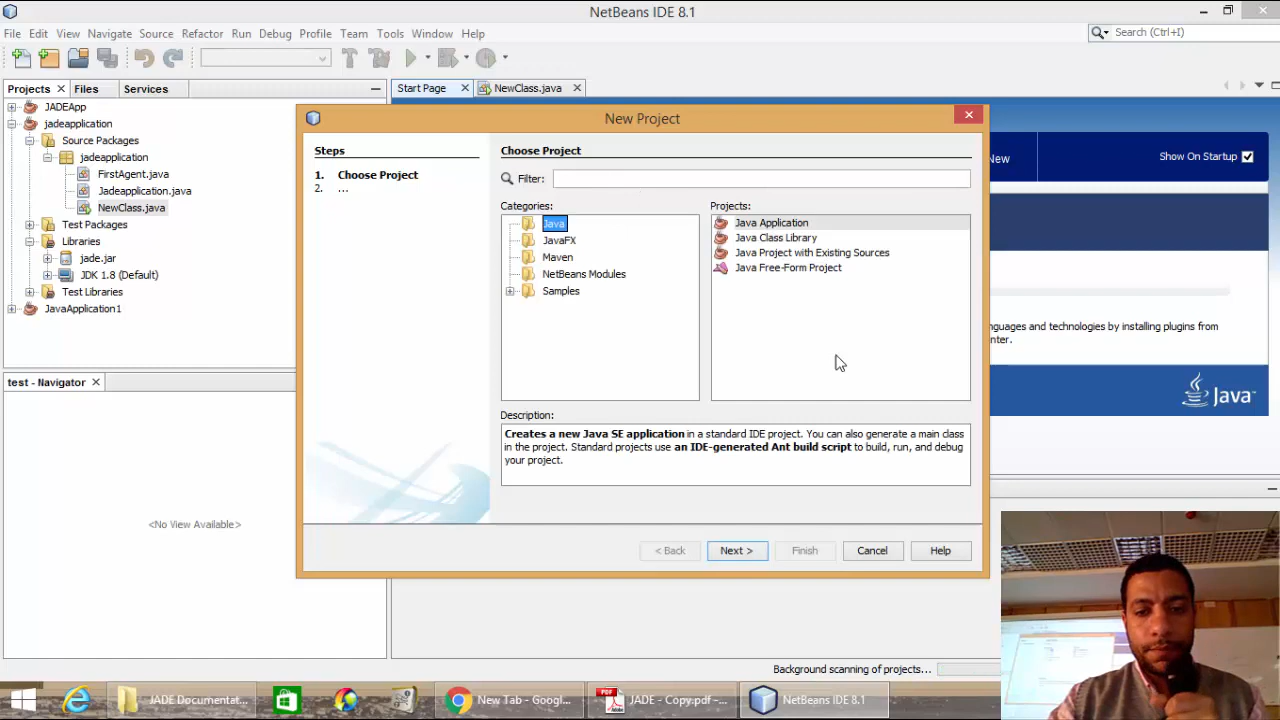 NetBeans IDE 8.1
File Edit View Navigate Source Refactor Run Debug Profile Team Tools Window Help
Search (Ctrl+I)
Projects Files Services
Start Page NewClass.java
JADEApp
jadeapplication
Source Packages
jadeapplication
FirstAgent.java
Jadeapplication.java
NewClass.java
Test Packages
Libraries
jade.jar
JDK 1.8 (Default)
Test Libraries
JavaApplication1
test - Navigator
<No View Available>
New Project
Steps
1. Choose Project
2. ...
Choose Project
Filter:
Categories:
Java
JavaFX
Maven
NetBeans Modules
Samples
Projects:
Java Application
Java Class Library
Java Project with Existing Sources
Java Free-Form Project
Description:
Creates a new Java SE application in a standard IDE project. You can also generate a main class
in the project. Standard projects use an IDE-generated Ant build script to build, run, and debug
your project.
< Back Next > Finish Cancel Help
New
Show On Startup
nguages and technologies by installing plugins from
nter.
Java
Background scanning of projects...
JADE Documentat...
New Tab - Googl...
JADE - Copy.pdf -...
NetBeans IDE 8.1